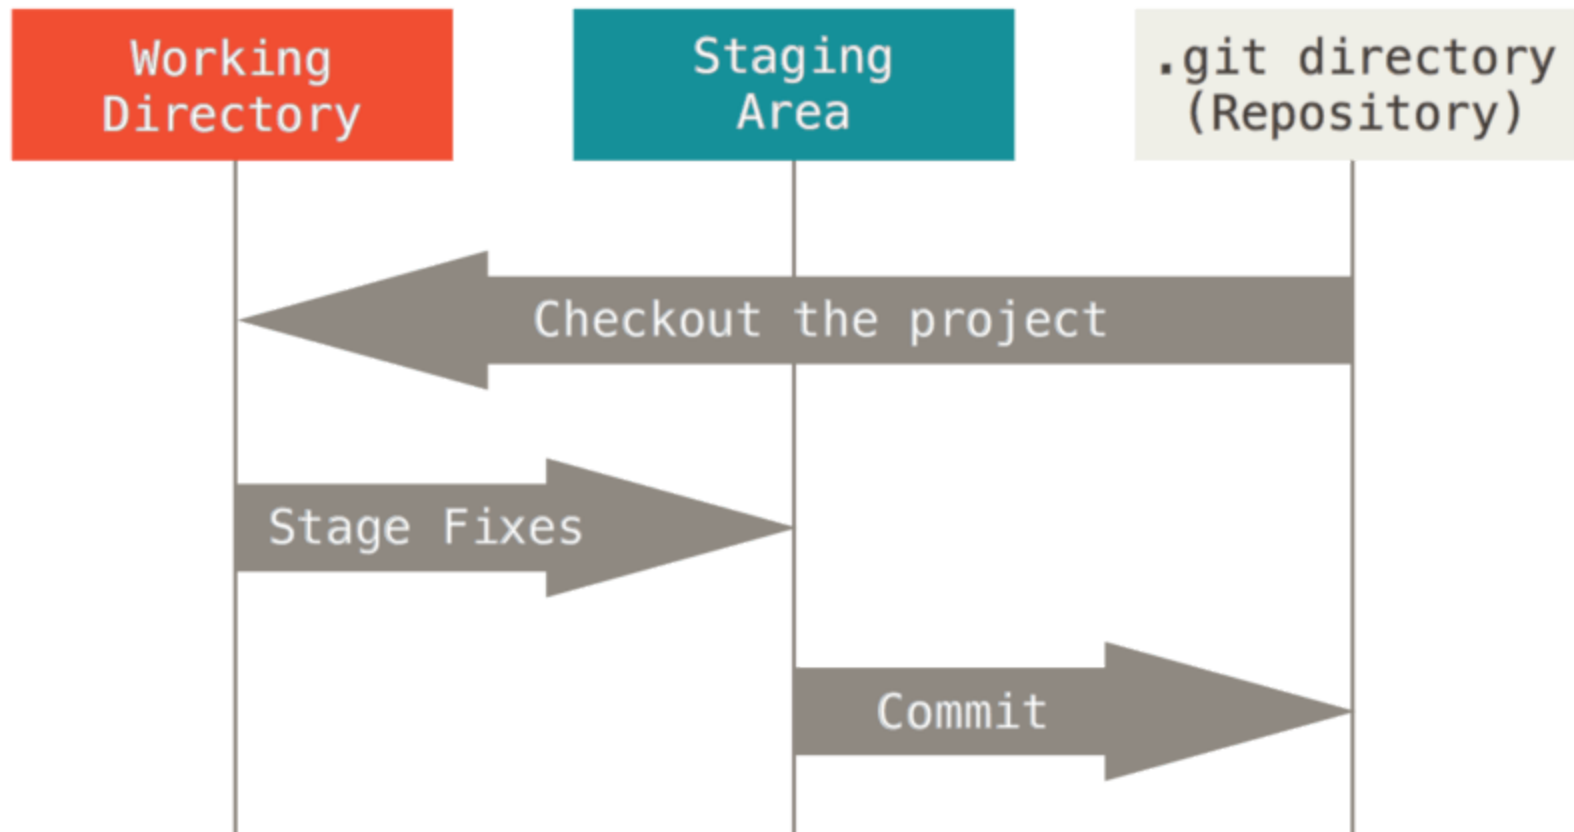 Working
Directory
Staging
Area
.git directory
(Repository)
Checkout the project
Stage Fixes
Commit